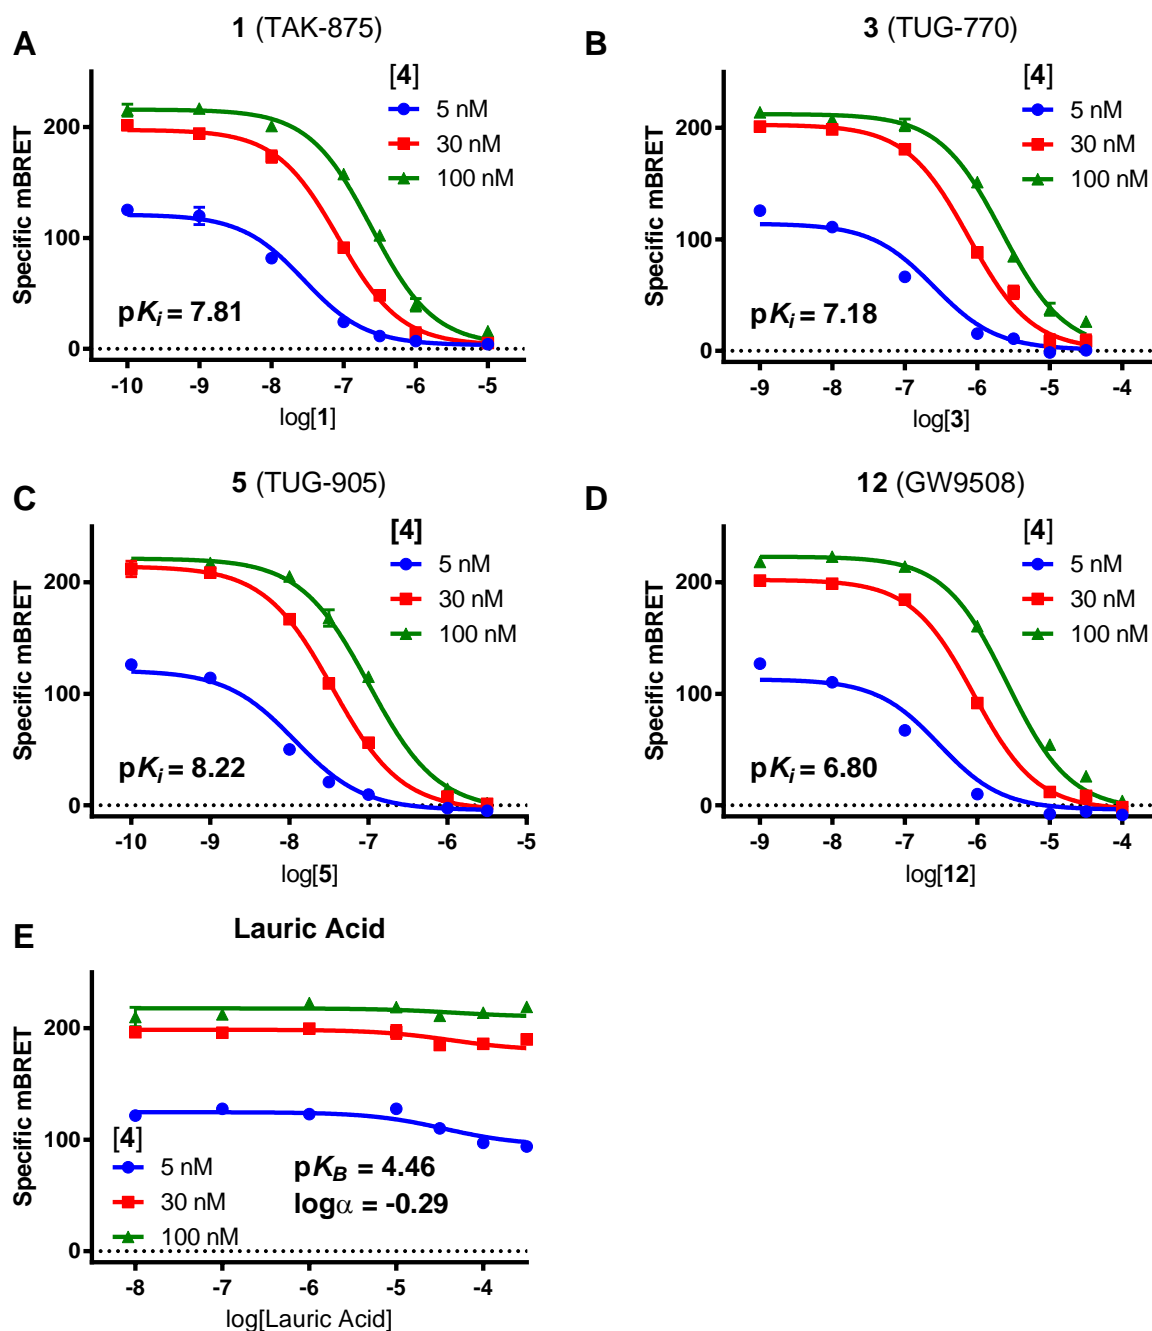 A
1 (TAK-875)
Specific mBRET
200
100
0
[4]
5 nM
30 nM
100 nM
pKi = 7.81
-10 -9 -8 -7 -6 -5
log[1]
B
3 (TUG-770)
Specific mBRET
200
100
0
[4]
5 nM
30 nM
100 nM
pKi = 7.18
-9 -8 -7 -6 -5 -4
log[3]
C
5 (TUG-905)
Specific mBRET
200
100
0
[4]
5 nM
30 nM
100 nM
pKi = 8.22
-10 -9 -8 -7 -6 -5
log[5]
D
12 (GW9508)
Specific mBRET
200
100
0
[4]
5 nM
30 nM
100 nM
pKi = 6.80
-9 -8 -7 -6 -5 -4
log[12]
E
Lauric Acid
Specific mBRET
200
100
0
[4]
5 nM
30 nM
100 nM
pKB = 4.46
logα = -0.29
-8 -7 -6 -5 -4
log[Lauric Acid]